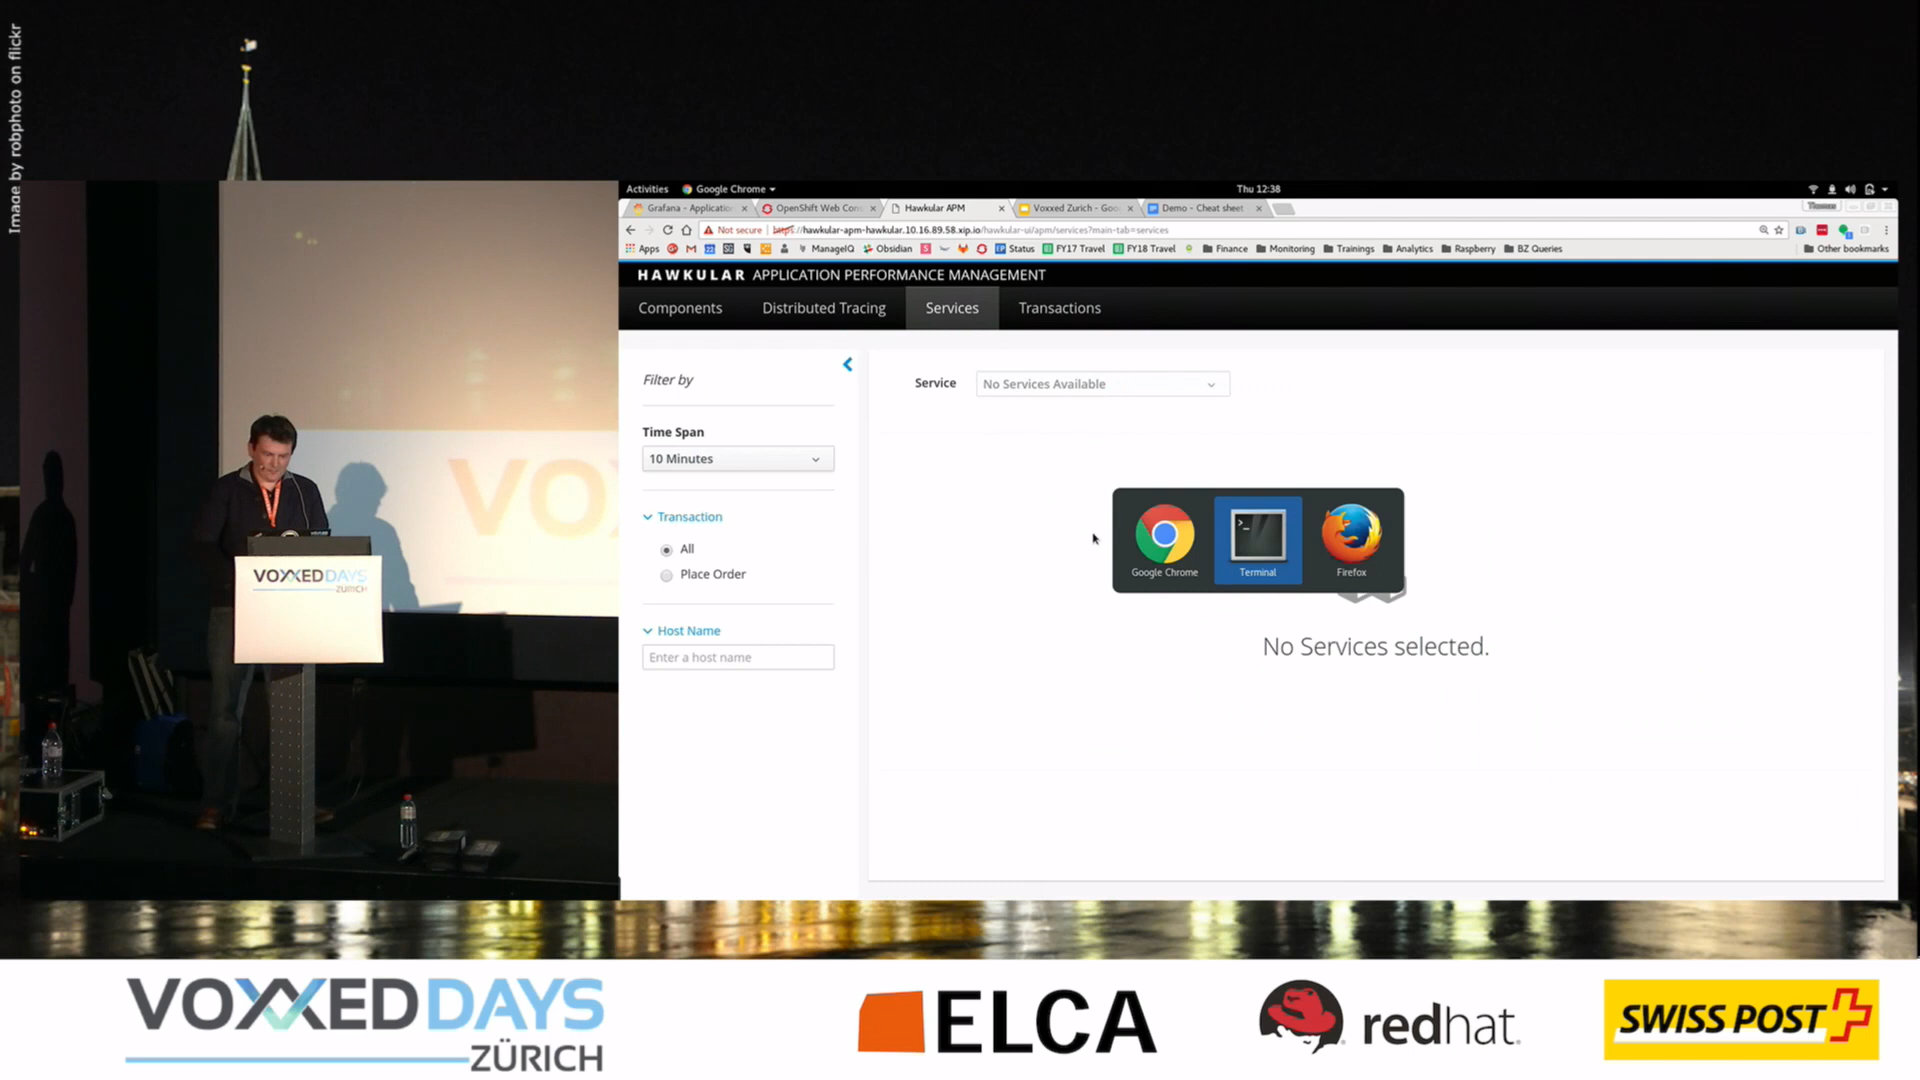 Image by robphoto on flickr
Activities Google Chrome Thu 12:38
Grafana - Applicatio OpenShift Web Con Hawkular APM Voxxed Zurich - Goo Demo - Cheat sheet Thomas
Not secure | https://hawkular-apm-hawkular.10.16.89.58.xip.io/hawkular-ui/apm/services?main-tab=services
Apps ManageIQ Obsidian Status FY17 Travel FY18 Travel Finance Monitoring Trainings Analytics Raspberry BZ Queries Other bookmarks
HAWKULAR APPLICATION PERFORMANCE MANAGEMENT
Components Distributed Tracing Services Transactions
Filter by
Time Span
10 Minutes
Transaction
All
Place Order
Host Name
Enter a host name
Service No Services Available
Google Chrome Terminal Firefox
No Services selected.
VO
VOXXEDDAYS
ZÜRICH
VOXXEDDAYS
ZÜRICH
ELCA
redhat.
SWISS POST